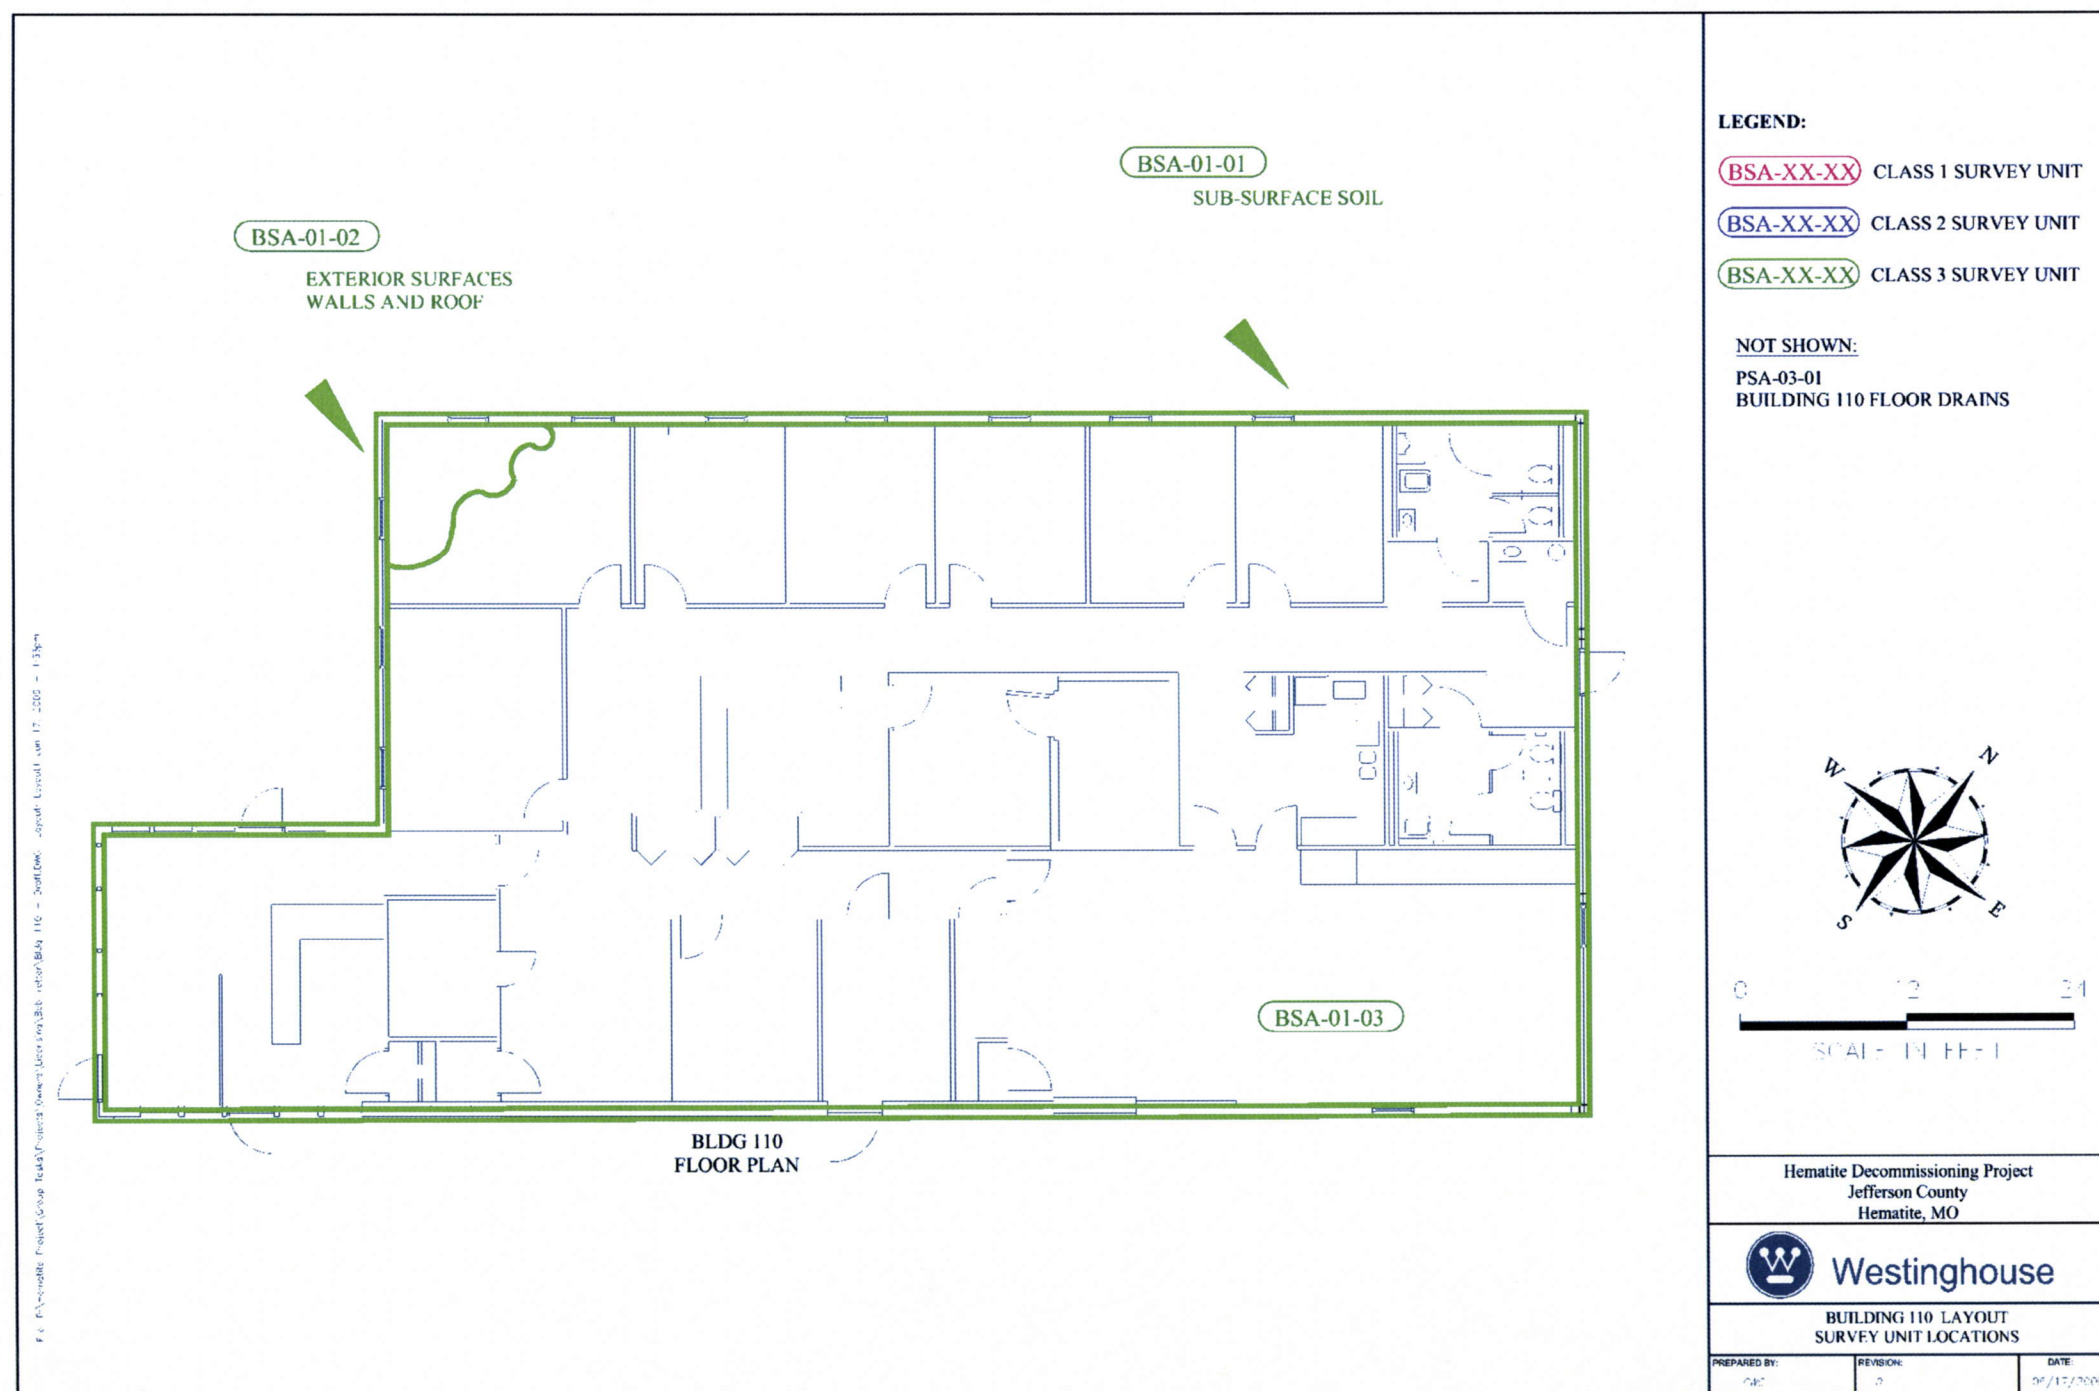 BSA-01-01
SUB-SURFACE SOIL
BSA-01-02
EXTERIOR SURFACES
WALLS AND ROOF
BSA-01-03
BLDG 110
FLOOR PLAN
LEGEND:
BSA-XX-XX CLASS 1 SURVEY UNIT
BSA-XX-XX CLASS 2 SURVEY UNIT
BSA-XX-XX CLASS 3 SURVEY UNIT
NOT SHOWN:
PSA-03-01
BUILDING 110 FLOOR DRAINS
W N
S E
0 12 24
SCALE IN FEET
Hematite Decommissioning Project
Jefferson County
Hematite, MO
Westinghouse
BUILDING 110 LAYOUT
SURVEY UNIT LOCATIONS
PREPARED BY: REVISION: DATE: